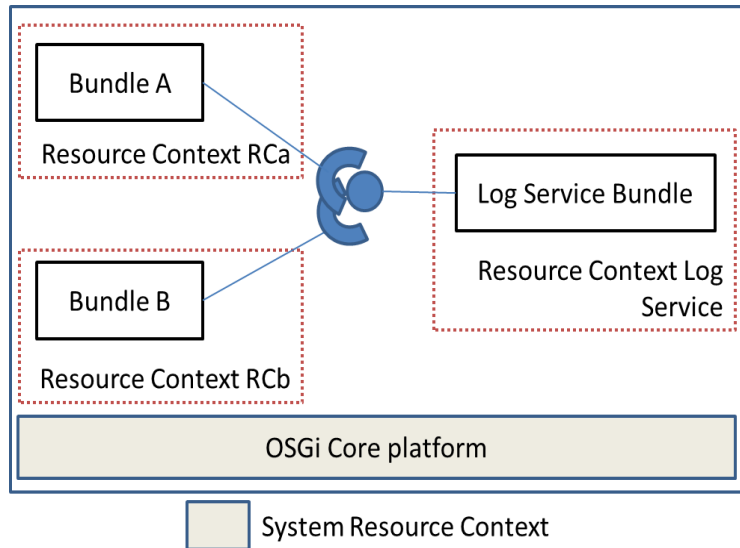 Bundle A
Resource Context RCa
Log Service Bundle
Resource Context Log
Service
Bundle B
Resource Context RCb
OSGi Core platform
System Resource Context